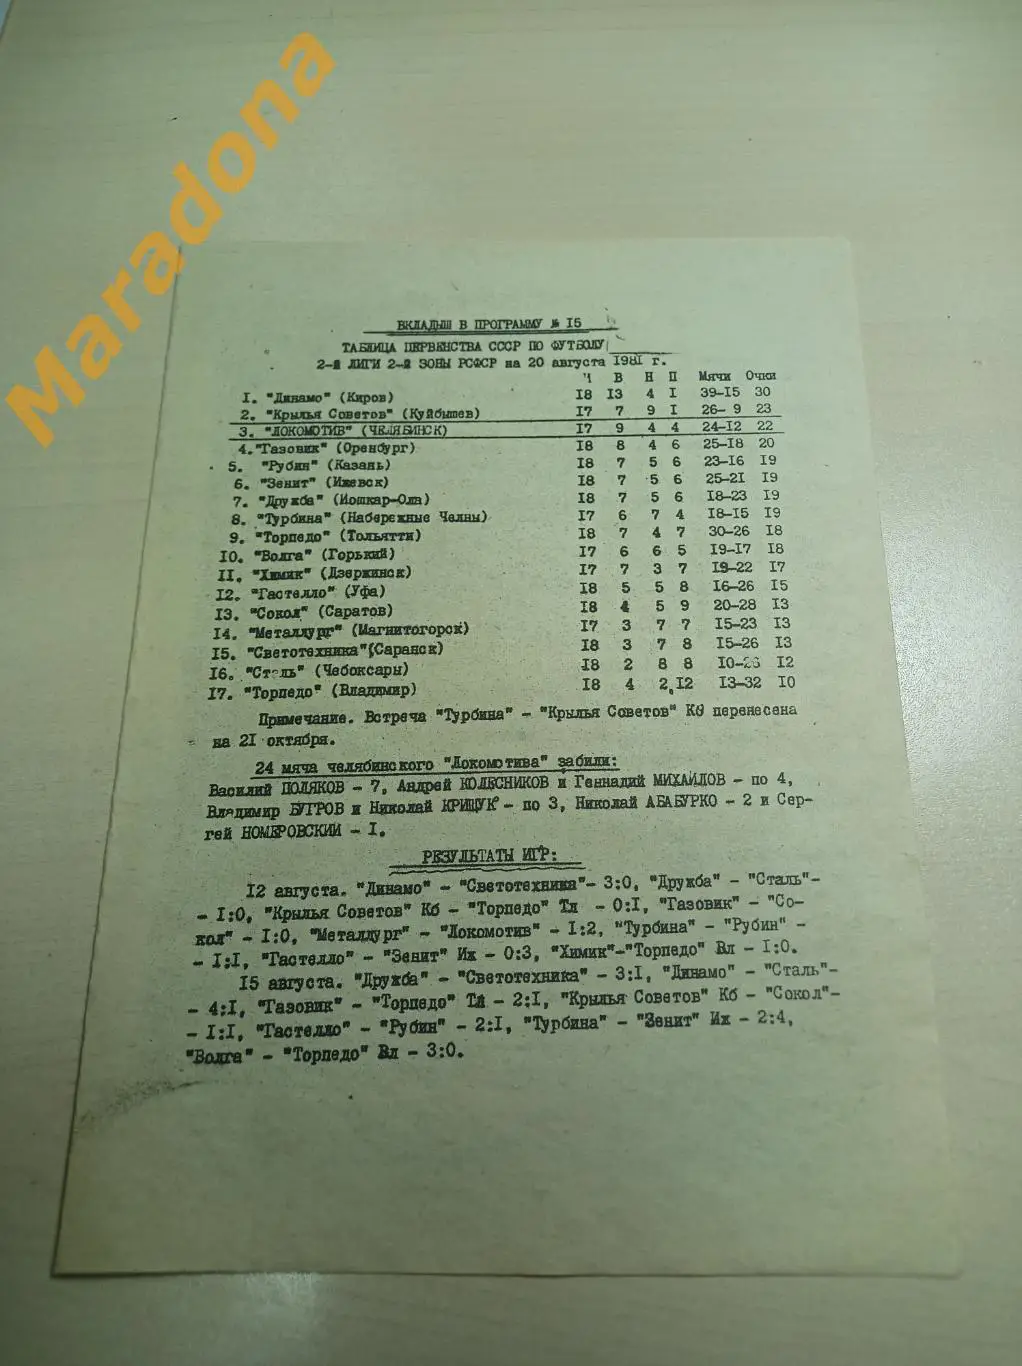 Maradona
ВКЛАДЫШ В ПРОГРАММУ № 15
ТАБЛИЦА ПЕРВЕНСТВА СССР ПО ФУТБОЛУ
2-й ЛИГИ 2-й ЗОНЫ РСФСР на 20 августа 1981 г.
Ч В Н П Мячи Очки
1. "Динамо" (Киров) 18 13 4 1 39-15 30
2. "Крылья Советов" (Куйбышев) 17 7 9 1 26- 9 23
3. "ЛОКОМОТИВ" (ЧЕЛЯБИНСК) 17 9 4 4 24-12 22
4. "Газовик" (Оренбург) 18 8 4 6 25-18 20
5. "Рубин" (Казань) 18 7 5 6 23-16 19
6. "Зенит" (Ижевск) 18 7 5 6 25-21 19
7. "Дружба" (Йошкар-Ола) 18 7 5 6 18-23 19
8. "Турбина" (Набережные Челны) 17 6 7 4 18-15 19
9. "Торпедо" (Тольятти) 18 7 4 7 30-26 18
10. "Волга" (Горький) 17 6 6 5 19-17 18
11. "Химик" (Дзержинск) 17 7 3 7 19-22 17
12. "Гастелло" (Уфа) 18 5 5 8 16-26 15
13. "Сокол" (Саратов) 18 4 5 9 20-28 13
14. "Металлург" (Магнитогорск) 17 3 7 7 15-23 13
15. "Светотехника" (Саранск) 18 3 7 8 15-26 13
16. "Сталь" (Чебоксары) 18 2 8 8 12
17. "Торпедо" (Владимир) 18 4 2 12 13-32 10
Примечание. Встреча "Турбина" - "Крылья Советов" Кб перенесена
на 21 октября.
24 мяча челябинского "Локомотива" забили:
Василий ПОЛЯКОВ - 7, Андрей КОЛЕСНИКОВ и Геннадий МИХАЙЛОВ - по 4,
Владимир БУГРОВ и Николай КРИЩУК - по 3, Николай АБАБУРКО - 2 и Сер-
гей НОМЕРОВСКИЙ - 1.
РЕЗУЛЬТАТЫ ИГР:
12 августа. "Динамо" - "Светотехника"- 3:0, "Дружба" - "Сталь"-
- 1:0, "Крылья Советов" Кб - "Торпедо" Тл - 0:1, "Газовик" - "Со-
кол" - 1:0, "Металлург" - "Локомотив" - 1:2, "Турбина" - "Рубин" -
- 1:1, "Гастелло" - "Зенит" Иж - 0:3, "Химик"-"Торпедо" Вл - 1:0.
15 августа. "Дружба" - "Светотехника" - 3:1, "Динамо" - "Сталь"-
- 4:1, "Газовик" - "Торпедо" Тл - 2:1, "Крылья Советов" Кб - "Сокол"-
- 1:1, "Гастелло" - "Рубин" - 2:1, "Турбина" - "Зенит" Иж - 2:4,
"Волга" - "Торпедо" Вл - 3:0.